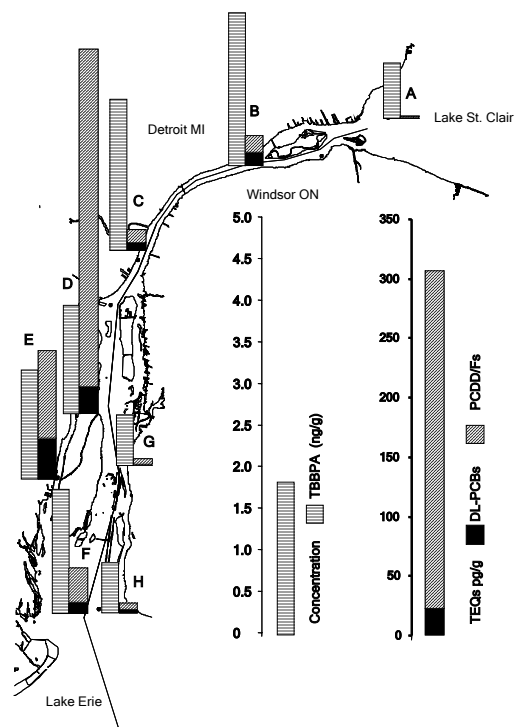 A
Lake St. Clair
B
Detroit MI
Windsor ON
C
D
E
F
G
H
Lake Erie
5.0
4.5
4.0
3.5
3.0
2.5
2.0
1.5
1.0
0.5
0
Concentration TBBPA (ng/g)
350
300
250
200
150
100
50
0
TEQs pg/g DL-PCBs PCDD/Fs